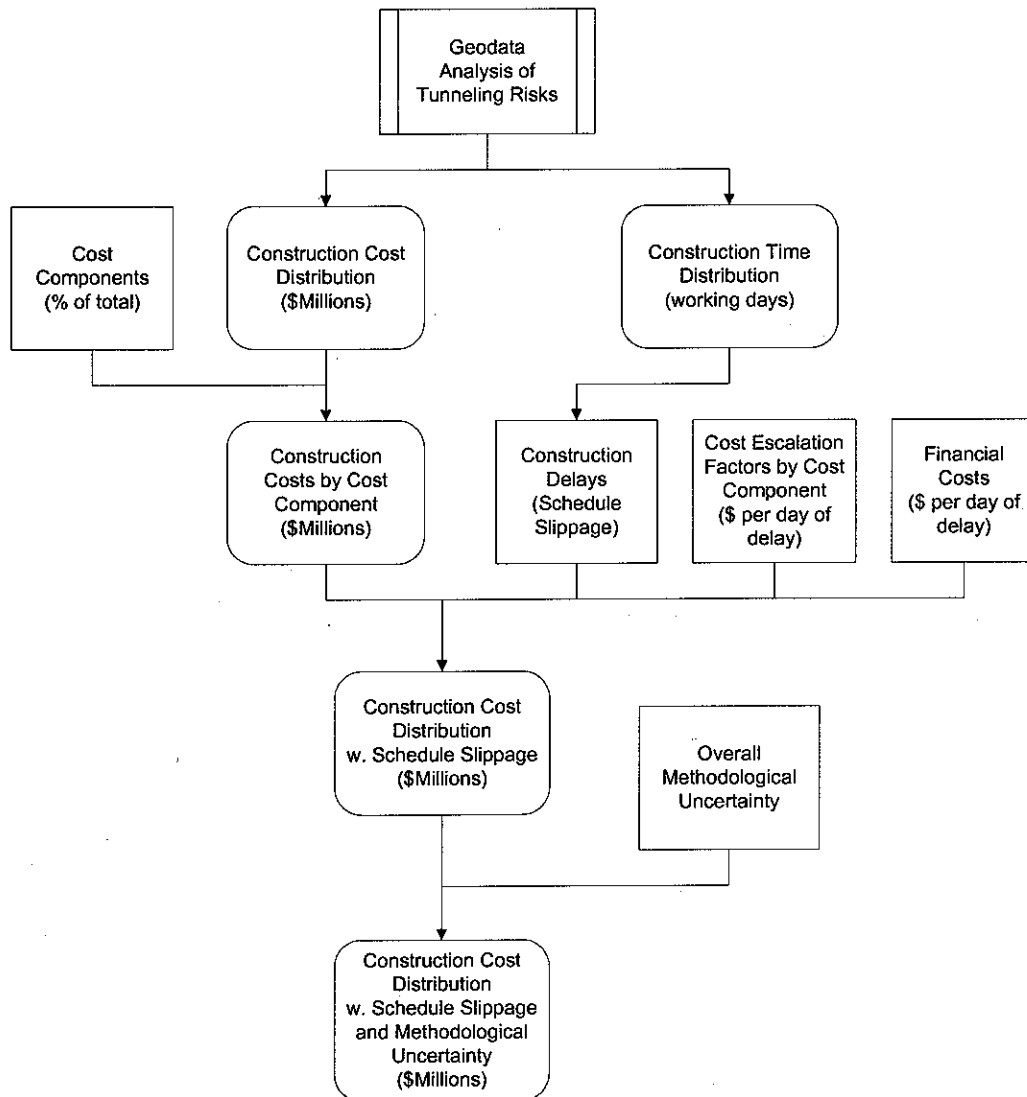 Geodata
Analysis of
Tunneling Risks
Cost
Components
(% of total)
Construction Cost
Distribution
($Millions)
Construction Time
Distribution
(working days)
Construction
Costs by Cost
Component
($Millions)
Construction
Delays
(Schedule
Slippage)
Cost Escalation
Factors by Cost
Component
($ per day of
delay)
Financial
Costs
($ per day of
delay)
Construction Cost
Distribution
w. Schedule Slippage
($Millions)
Overall
Methodological
Uncertainty
Construction Cost
Distribution
w. Schedule Slippage
and Methodological
Uncertainty
($Millions)